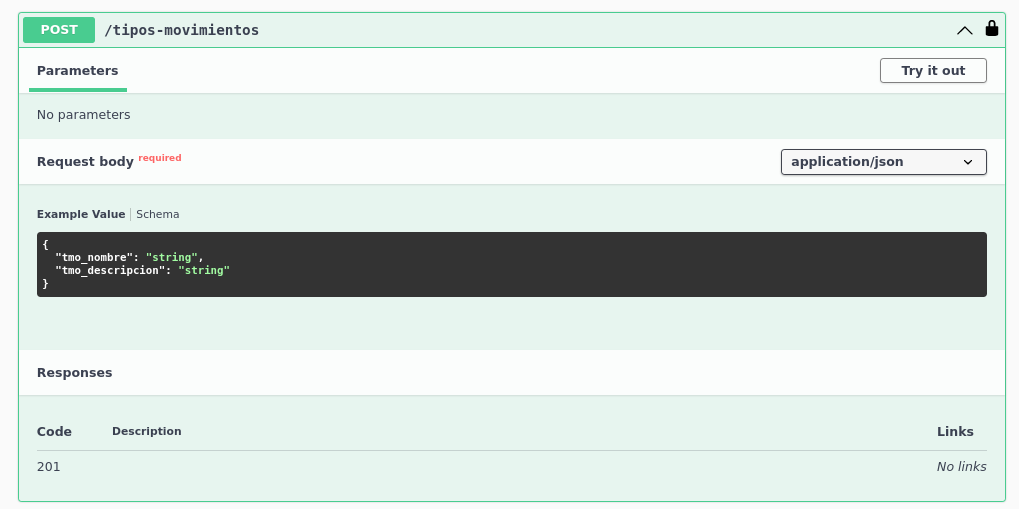 POST /tipos-movimientos
Parameters
Try it out
No parameters
Request body required
application/json
Example Value Schema
{
  "tmo_nombre": "string",
  "tmo_descripcion": "string"
}
Responses
Code Description Links
201 No links